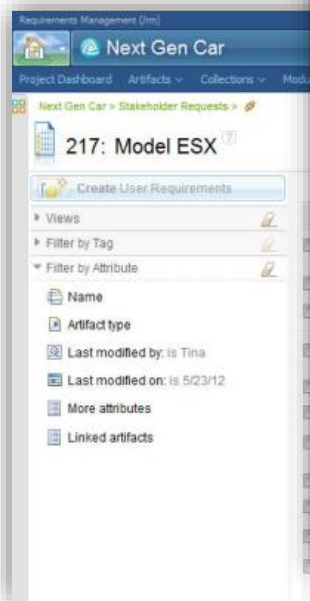 Requirements Management (/rm)
Next Gen Car
Project Dashboard Artifacts Collections Modu
Next Gen Car > Stakeholder Requests >
217: Model ESX ?
Create User Requirements
Views
Filter by Tag
Filter by Attribute
Name
Artifact type
Last modified by: is Tina
Last modified on: is 5/23/12
More attributes
Linked artifacts